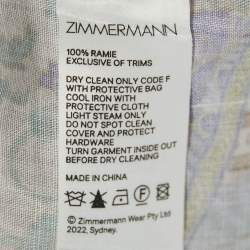 ZIMMERMANN
100% RAMIE
EXCLUSIVE OF TRIMS
DRY CLEAN ONLY CODE F
WITH PROTECTIVE BAG
COOL IRON WITH
PROTECTIVE CLOTH
LIGHT STEAM ONLY
DO NOT SPOT CLEAN
COVER AND PROTECT
HARDWARE
TURN GARMENT INSIDE OUT
BEFORE DRY CLEANING
MADE IN CHINA
© Zimmermann Wear Pty Ltd
2022, Sydney.